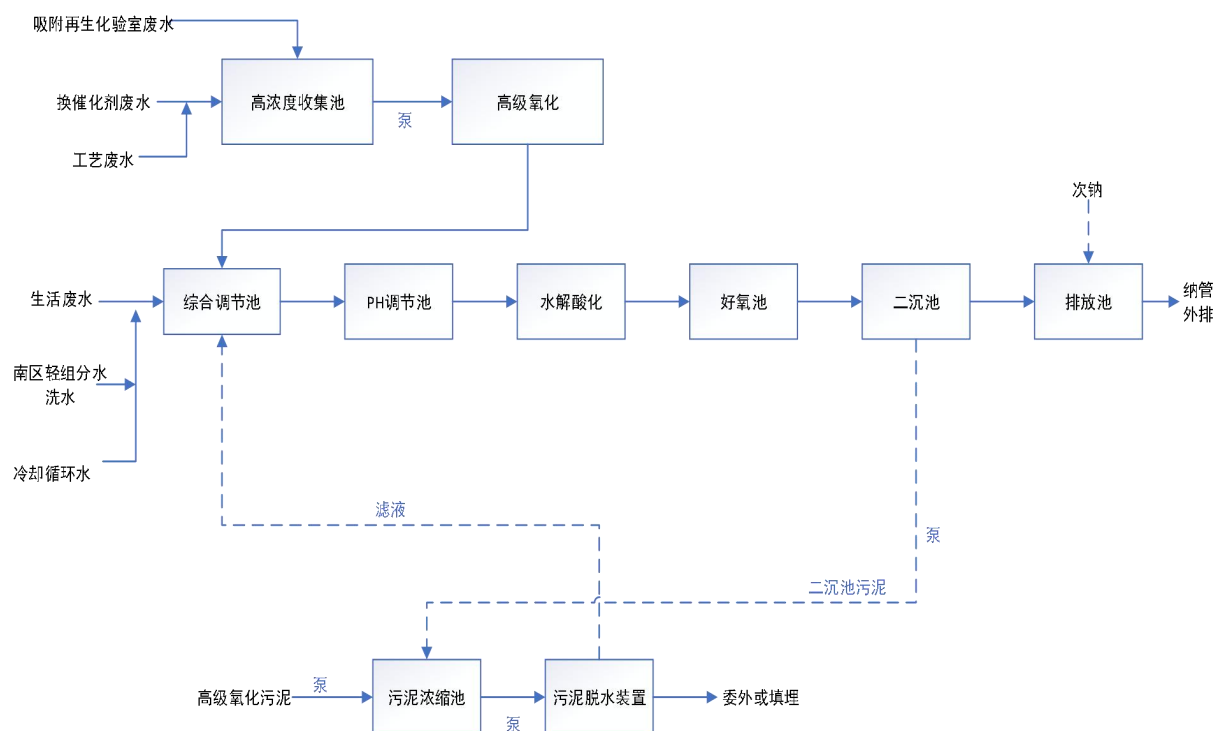 吸附再生化验室废水
换催化剂废水
高浓度收集池
高级氧化
泵
工艺废水
次钠
生活废水
综合调节池
PH调节池
水解酸化
好氧池
二沉池
排放池
纳管
外排
南区轻组分水
洗水
冷却循环水
滤液
泵
二沉池污泥
高级氧化污泥
泵
污泥浓缩池
泵
污泥脱水装置
委外或填埋